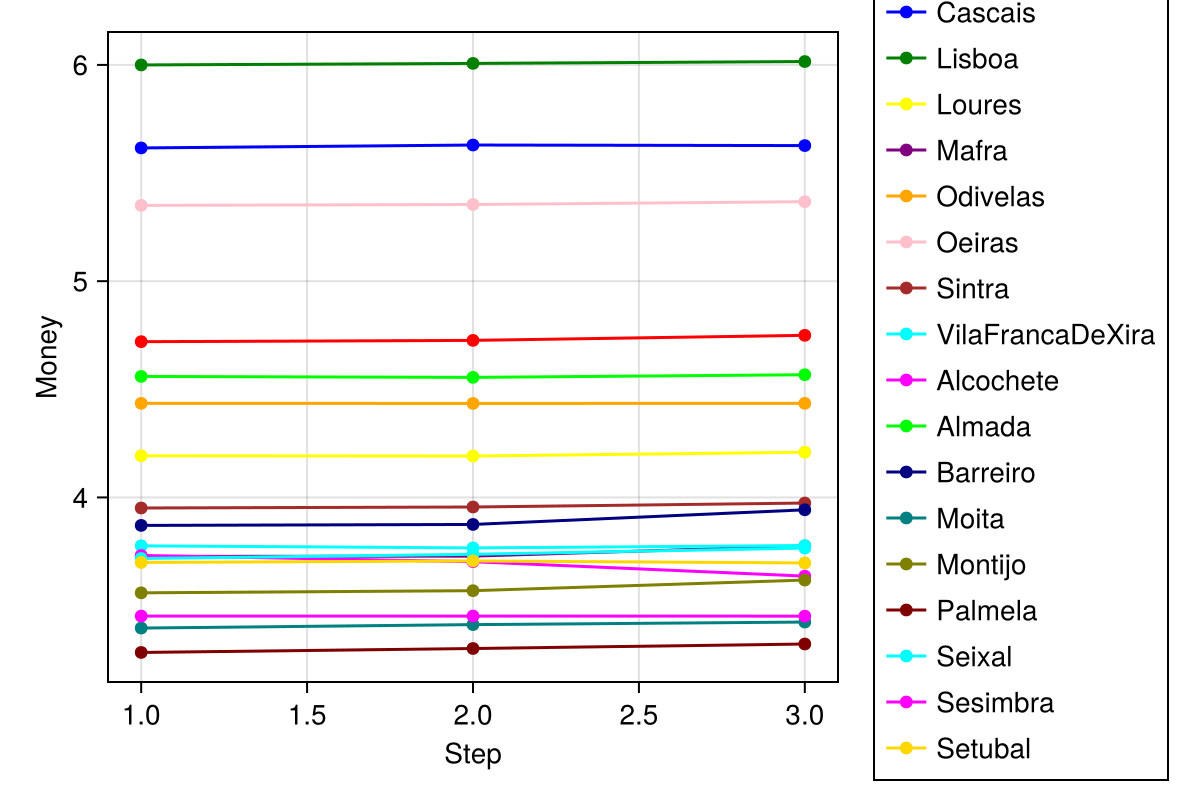 6
5
4
Money
1.0
1.5
2.0
2.5
3.0
Step
Cascais
Lisboa
Loures
Mafra
Odivelas
Oeiras
Sintra
VilaFrancaDeXira
Alcochete
Almada
Barreiro
Moita
Montijo
Palmela
Seixal
Sesimbra
Setubal